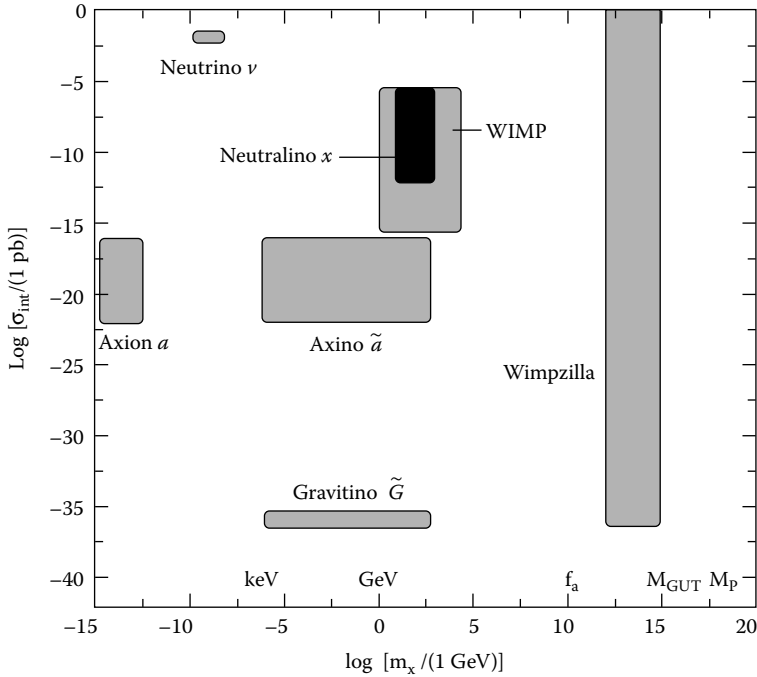 0
−5
−10
−15
−20
−25
−30
−35
−40
Log [σint/(1 pb)]
Neutrino ν
WIMP
Neutralino x
Axion a
Axino ã
Wimpzilla
Gravitino G̃
keV GeV fa MGUT MP
−15 −10 −5 0 5 10 15 20
log [mx/(1 GeV)]